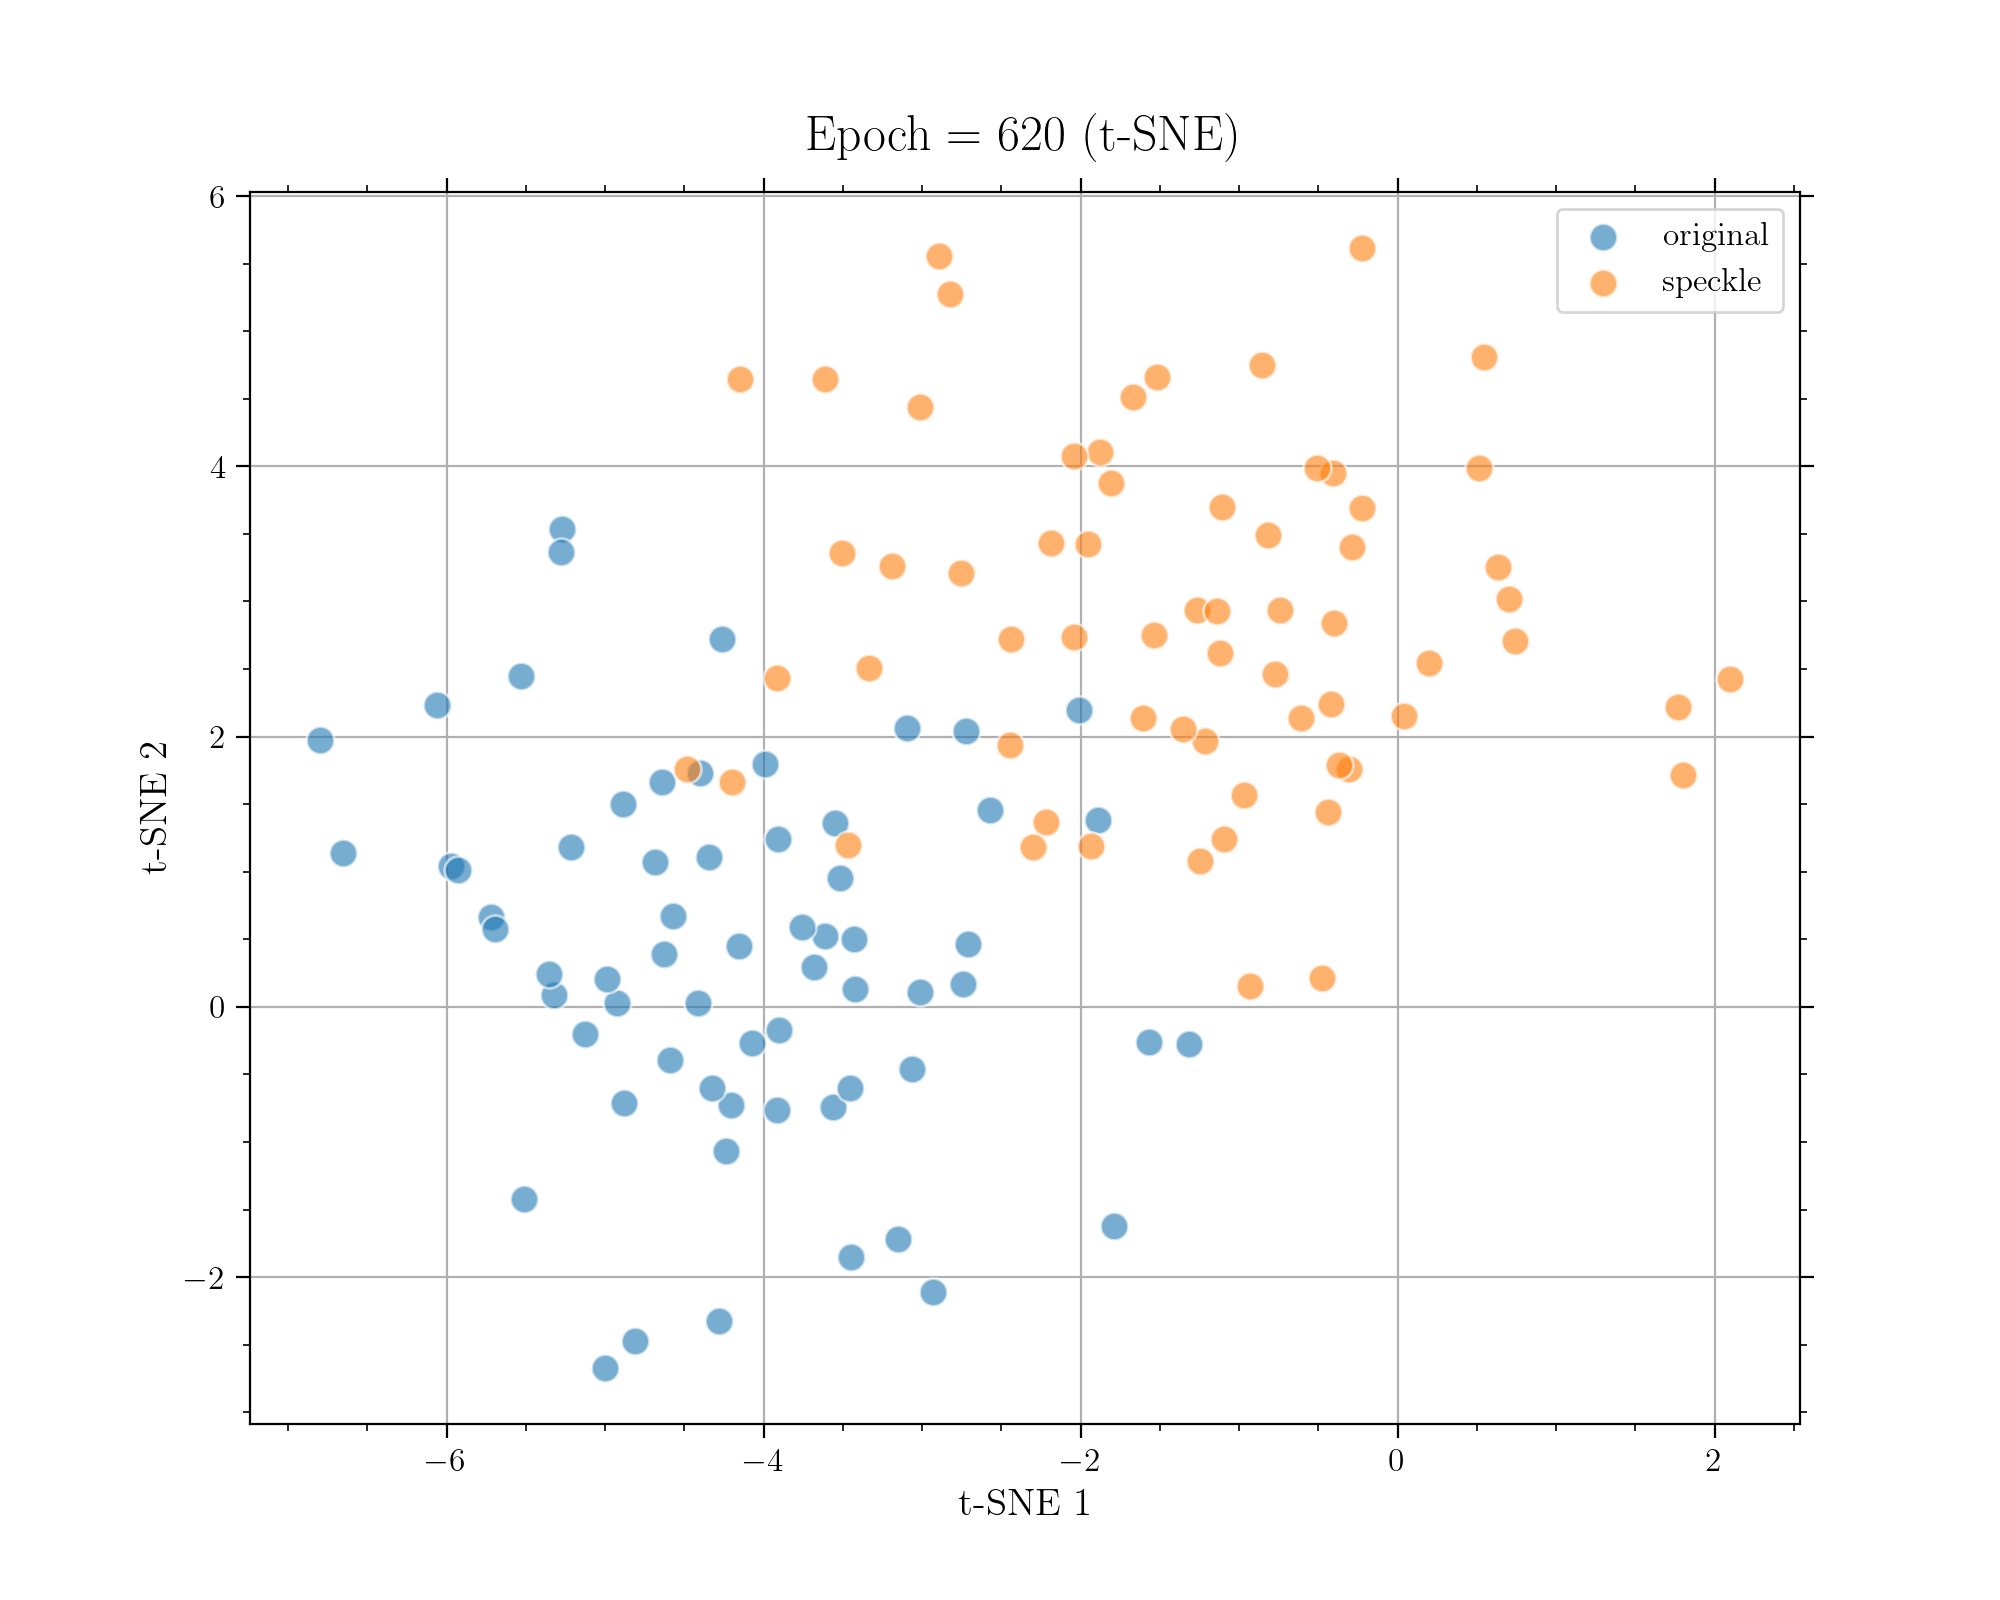 Epoch = 620 (t-SNE)
original
speckle
6
4
2
0
−2
t-SNE 2
−6
−4
−2
0
2
t-SNE 1